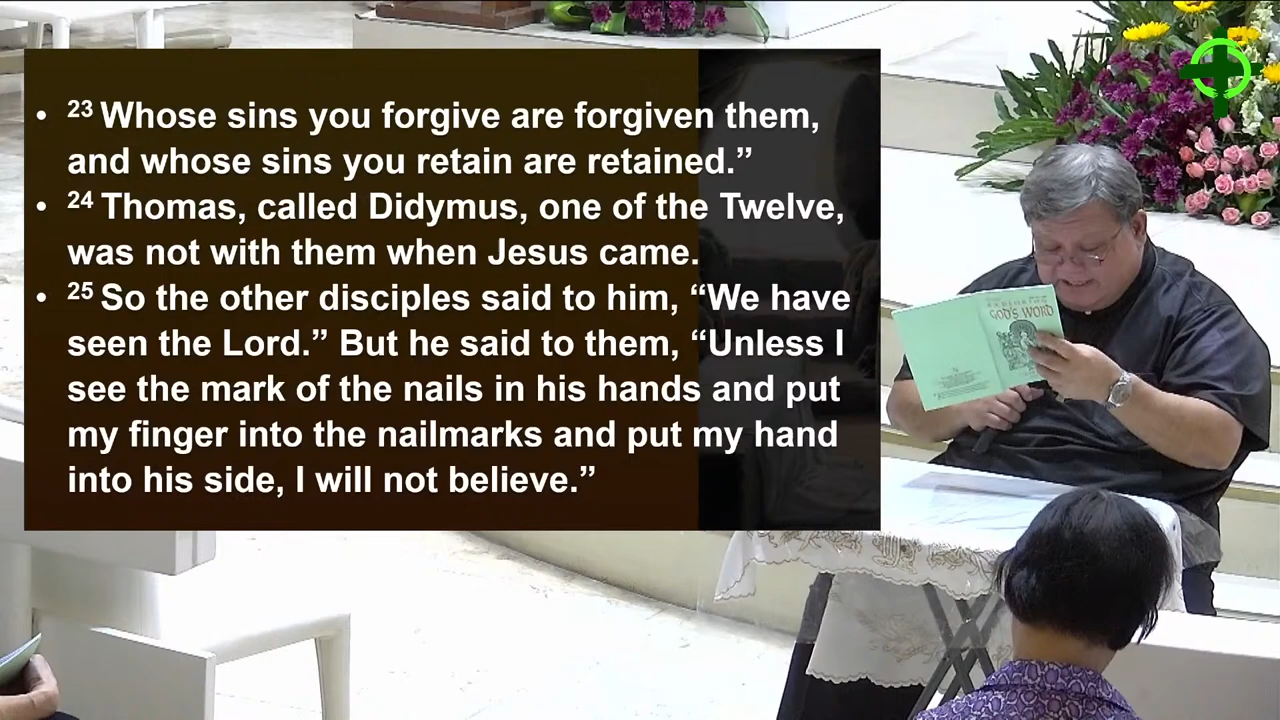 • 23 Whose sins you forgive are forgiven them,
and whose sins you retain are retained.”
• 24 Thomas, called Didymus, one of the Twelve,
was not with them when Jesus came.
• 25 So the other disciples said to him, “We have
seen the Lord.” But he said to them, “Unless I
see the mark of the nails in his hands and put
my finger into the nailmarks and put my hand
into his side, I will not believe.”
GOD'S WORD